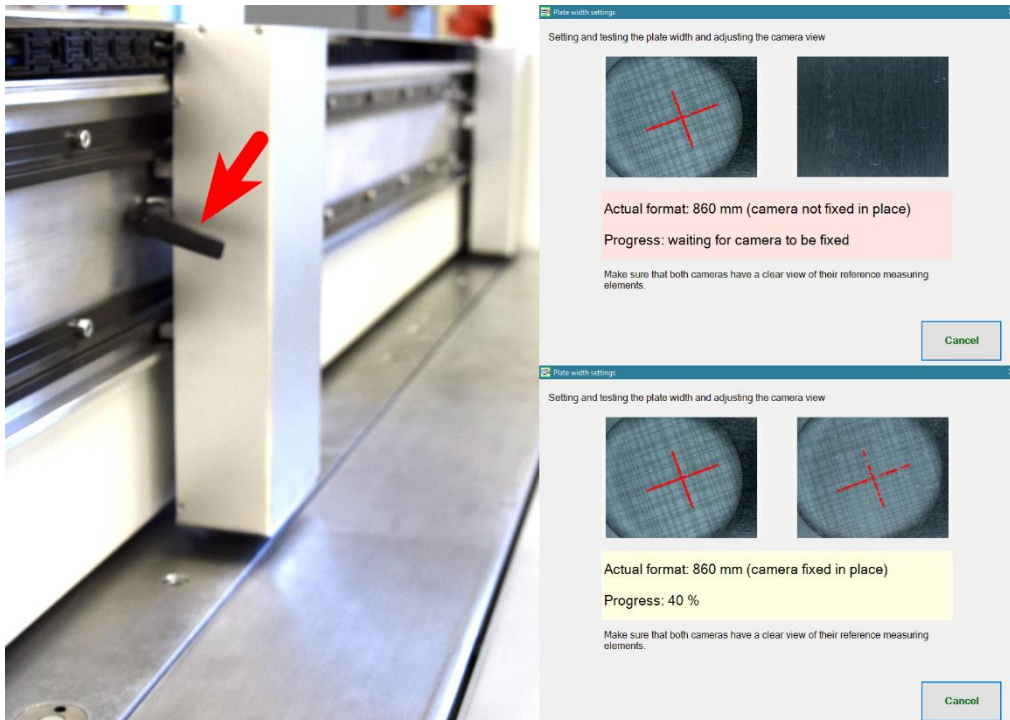 Plate width settings
Setting and testing the plate width and adjusting the camera view
Actual format: 860 mm (camera not fixed in place)
Progress: waiting for camera to be fixed
Make sure that both cameras have a clear view of their reference measuring
elements.
Cancel
Plate width settings
Setting and testing the plate width and adjusting the camera view
Actual format: 860 mm (camera fixed in place)
Progress: 40 %
Make sure that both cameras have a clear view of their reference measuring
elements.
Cancel